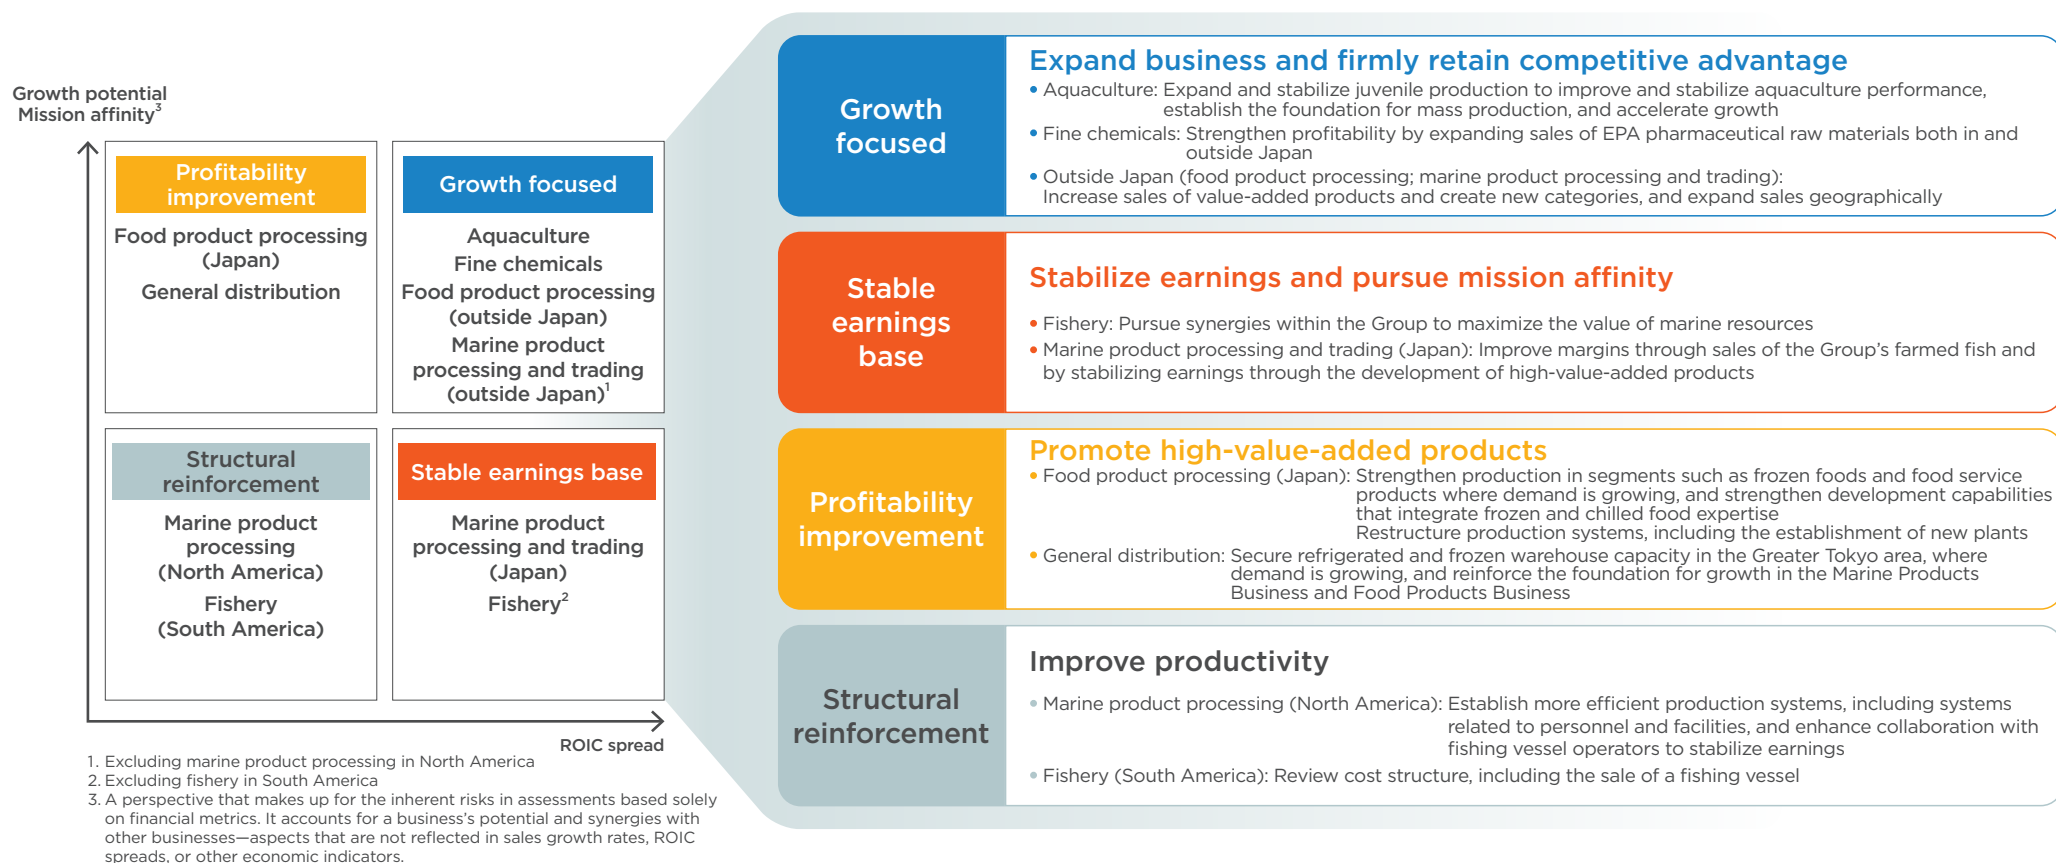 Growth potential
Mission affinity3
Profitability
improvement
Food product processing
(Japan)
General distribution
Growth focused
Aquaculture
Fine chemicals
Food product processing
(outside Japan)
Marine product
processing and trading
(outside Japan)1
Structural
reinforcement
Marine product
processing
(North America)
Fishery
(South America)
Stable earnings base
Marine product
processing and trading
(Japan)
Fishery2
ROIC spread
1. Excluding marine product processing in North America
2. Excluding fishery in South America
3. A perspective that makes up for the inherent risks in assessments based solely
on financial metrics. It accounts for a business's potential and synergies with
other businesses—aspects that are not reflected in sales growth rates, ROIC
spreads, or other economic indicators.
Growth
focused
Expand business and firmly retain competitive advantage
• Aquaculture: Expand and stabilize juvenile production to improve and stabilize aquaculture performance,
establish the foundation for mass production, and accelerate growth
• Fine chemicals: Strengthen profitability by expanding sales of EPA pharmaceutical raw materials both in and
outside Japan
• Outside Japan (food product processing; marine product processing and trading):
Increase sales of value-added products and create new categories, and expand sales geographically
Stable
earnings
base
Stabilize earnings and pursue mission affinity
• Fishery: Pursue synergies within the Group to maximize the value of marine resources
• Marine product processing and trading (Japan): Improve margins through sales of the Group's farmed fish and
by stabilizing earnings through the development of high-value-added products
Profitability
improvement
Promote high-value-added products
• Food product processing (Japan): Strengthen production in segments such as frozen foods and food service
products where demand is growing, and strengthen development capabilities
that integrate frozen and chilled food expertise
Restructure production systems, including the establishment of new plants
• General distribution: Secure refrigerated and frozen warehouse capacity in the Greater Tokyo area, where
demand is growing, and reinforce the foundation for growth in the Marine Products
Business and Food Products Business
Structural
reinforcement
Improve productivity
• Marine product processing (North America): Establish more efficient production systems, including systems
related to personnel and facilities, and enhance collaboration with
fishing vessel operators to stabilize earnings
• Fishery (South America): Review cost structure, including the sale of a fishing vessel